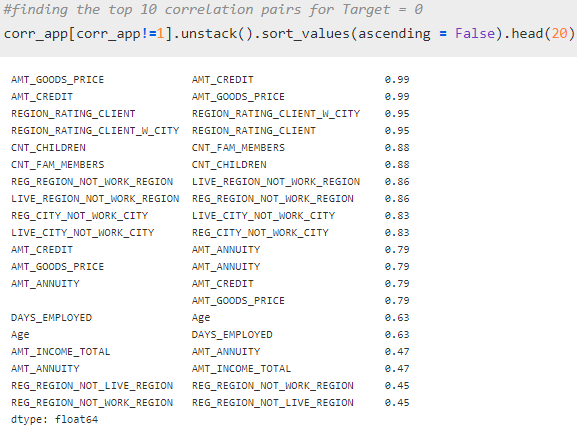 #finding the top 10 correlation pairs for Target = 0
corr_app[corr_app!=1].unstack().sort_values(ascending = False).head(20)
AMT_GOODS_PRICE AMT_CREDIT 0.99
AMT_CREDIT AMT_GOODS_PRICE 0.99
REGION_RATING_CLIENT REGION_RATING_CLIENT_W_CITY 0.95
REGION_RATING_CLIENT_W_CITY REGION_RATING_CLIENT 0.95
CNT_CHILDREN CNT_FAM_MEMBERS 0.88
CNT_FAM_MEMBERS CNT_CHILDREN 0.88
REG_REGION_NOT_WORK_REGION LIVE_REGION_NOT_WORK_REGION 0.86
LIVE_REGION_NOT_WORK_REGION REG_REGION_NOT_WORK_REGION 0.86
REG_CITY_NOT_WORK_CITY LIVE_CITY_NOT_WORK_CITY 0.83
LIVE_CITY_NOT_WORK_CITY REG_CITY_NOT_WORK_CITY 0.83
AMT_CREDIT AMT_ANNUITY 0.79
AMT_GOODS_PRICE AMT_ANNUITY 0.79
AMT_ANNUITY AMT_CREDIT 0.79
AMT_GOODS_PRICE 0.79
DAYS_EMPLOYED Age 0.63
Age DAYS_EMPLOYED 0.63
AMT_INCOME_TOTAL AMT_ANNUITY 0.47
AMT_ANNUITY AMT_INCOME_TOTAL 0.47
REG_REGION_NOT_LIVE_REGION REG_REGION_NOT_WORK_REGION 0.45
REG_REGION_NOT_WORK_REGION REG_REGION_NOT_LIVE_REGION 0.45
dtype: float64